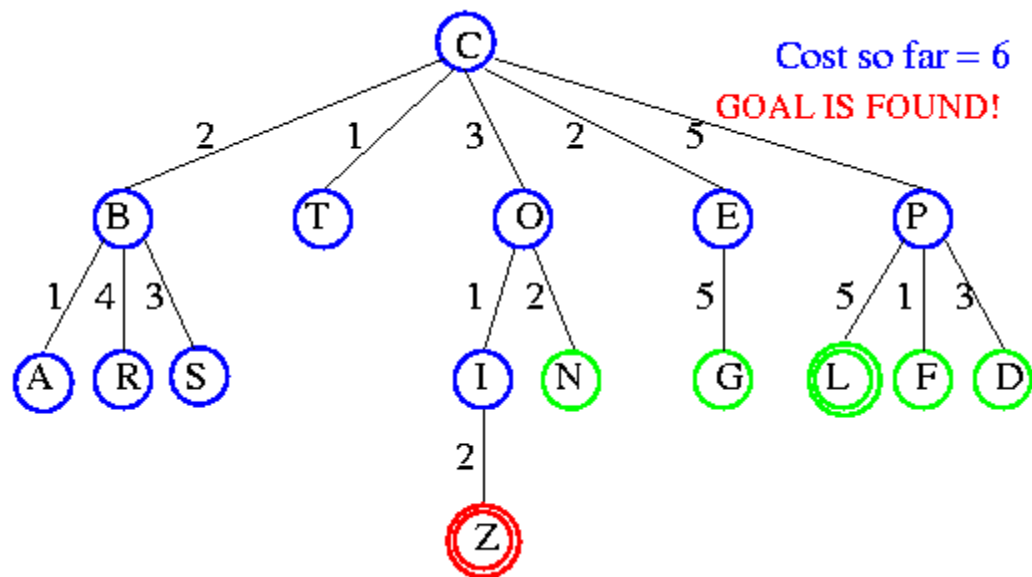 C
Cost so far = 6
GOAL IS FOUND!
2 1 3 2 5
B T O E P
1 4 3 1 2 5 5 1 3
A R S I N G L F D
2
Z